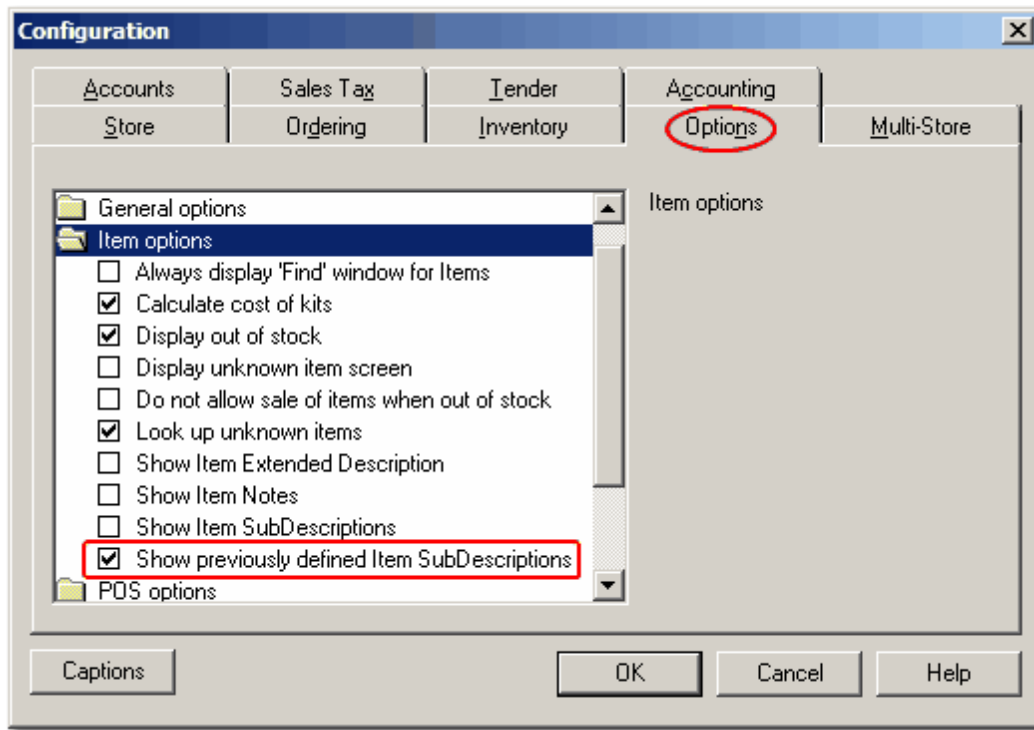 Configuration
Accounts Sales Tax Tender Accounting
Store Ordering Inventory Options Multi-Store
General options
Item options
Item options
Always display 'Find' window for Items
Calculate cost of kits
Display out of stock
Display unknown item screen
Do not allow sale of items when out of stock
Look up unknown items
Show Item Extended Description
Show Item Notes
Show Item SubDescriptions
Show previously defined Item SubDescriptions
POS options
Captions OK Cancel Help